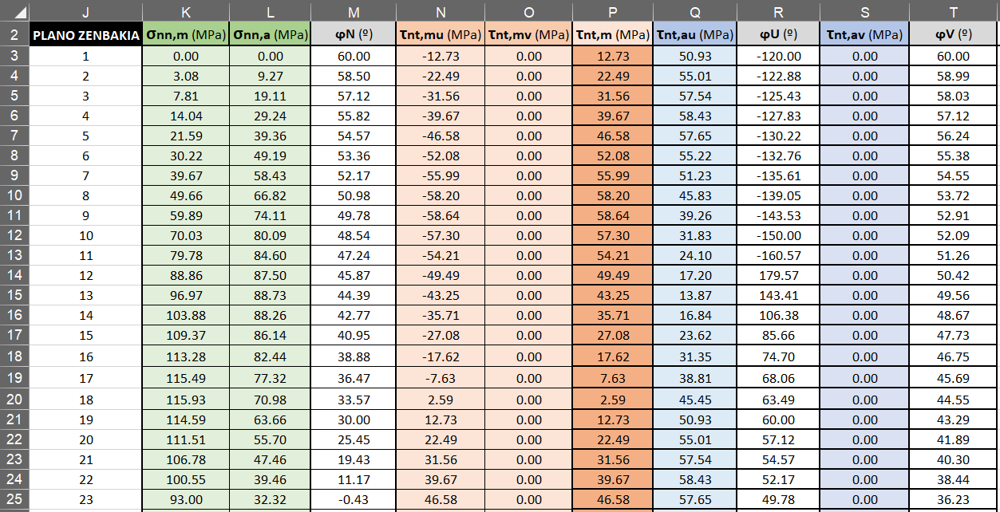 J K L M N O P Q R S T
2 PLANO ZENBAKIA σnn,m (MPa) σnn,a (MPa) φN (º) τnt,mu (MPa) τnt,mv (MPa) τnt,m (MPa) τnt,au (MPa) φU (º) τnt,av (MPa) φV (º)
3 1 0.00 0.00 60.00 -12.73 0.00 12.73 50.93 -120.00 0.00 60.00
4 2 3.08 9.27 58.50 -22.49 0.00 22.49 55.01 -122.88 0.00 58.99
5 3 7.81 19.11 57.12 -31.56 0.00 31.56 57.54 -125.43 0.00 58.03
6 4 14.04 29.24 55.82 -39.67 0.00 39.67 58.43 -127.83 0.00 57.12
7 5 21.59 39.36 54.57 -46.58 0.00 46.58 57.65 -130.22 0.00 56.24
8 6 30.22 49.19 53.36 -52.08 0.00 52.08 55.22 -132.76 0.00 55.38
9 7 39.67 58.43 52.17 -55.99 0.00 55.99 51.23 -135.61 0.00 54.55
10 8 49.66 66.82 50.98 -58.20 0.00 58.20 45.83 -139.05 0.00 53.72
11 9 59.89 74.11 49.78 -58.64 0.00 58.64 39.26 -143.53 0.00 52.91
12 10 70.03 80.09 48.54 -57.30 0.00 57.30 31.83 -150.00 0.00 52.09
13 11 79.78 84.60 47.24 -54.21 0.00 54.21 24.10 -160.57 0.00 51.26
14 12 88.86 87.50 45.87 -49.49 0.00 49.49 17.20 179.57 0.00 50.42
15 13 96.97 88.73 44.39 -43.25 0.00 43.25 13.87 143.41 0.00 49.56
16 14 103.88 88.26 42.77 -35.71 0.00 35.71 16.84 106.38 0.00 48.67
17 15 109.37 86.14 40.95 -27.08 0.00 27.08 23.62 85.66 0.00 47.73
18 16 113.28 82.44 38.88 -17.62 0.00 17.62 31.35 74.70 0.00 46.75
19 17 115.49 77.32 36.47 -7.63 0.00 7.63 38.81 68.06 0.00 45.69
20 18 115.93 70.98 33.57 2.59 0.00 2.59 45.45 63.49 0.00 44.55
21 19 114.59 63.66 30.00 12.73 0.00 12.73 50.93 60.00 0.00 43.29
22 20 111.51 55.70 25.45 22.49 0.00 22.49 55.01 57.12 0.00 41.89
23 21 106.78 47.46 19.43 31.56 0.00 31.56 57.54 54.57 0.00 40.30
24 22 100.55 39.46 11.17 39.67 0.00 39.67 58.43 52.17 0.00 38.44
25 23 93.00 32.32 -0.43 46.58 0.00 46.58 57.65 49.78 0.00 36.23